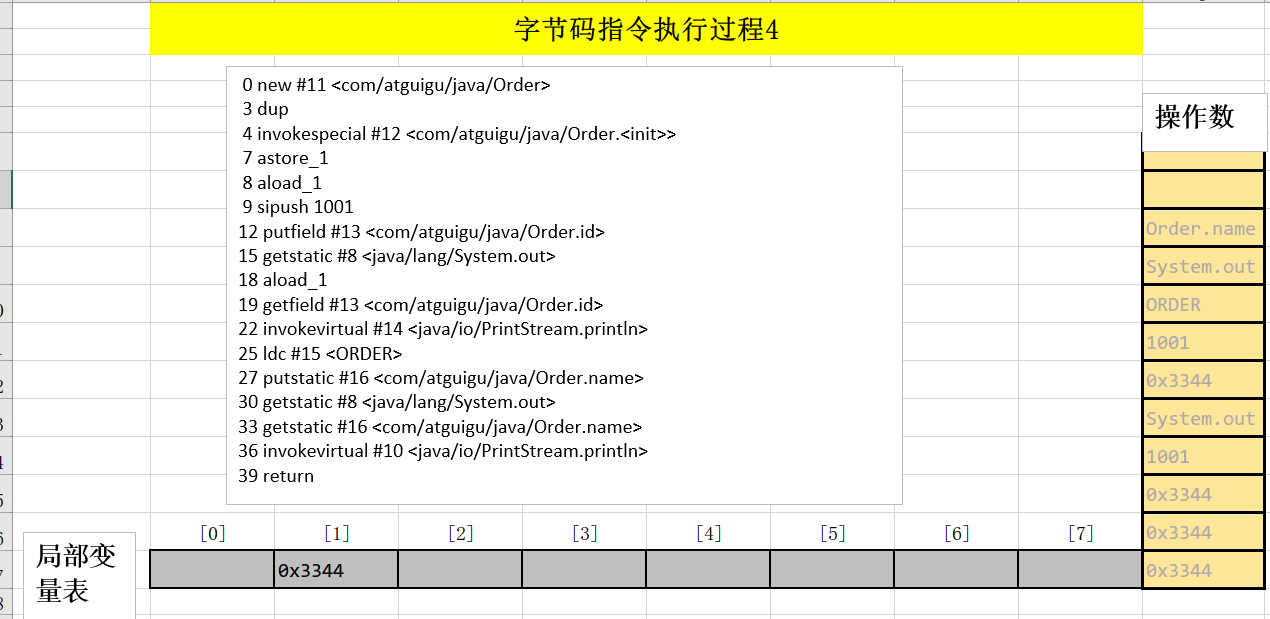 字节码指令执行过程4
0 new #11 <com/atguigu/java/Order>
3 dup
4 invokespecial #12 <com/atguigu/java/Order.<init>>
7 astore_1
8 aload_1
9 sipush 1001
12 putfield #13 <com/atguigu/java/Order.id>
15 getstatic #8 <java/lang/System.out>
18 aload_1
19 getfield #13 <com/atguigu/java/Order.id>
22 invokevirtual #14 <java/io/PrintStream.println>
25 ldc #15 <ORDER>
27 putstatic #16 <com/atguigu/java/Order.name>
30 getstatic #8 <java/lang/System.out>
33 getstatic #16 <com/atguigu/java/Order.name>
36 invokevirtual #10 <java/io/PrintStream.println>
39 return
操作数
Order.name
System.out
ORDER
1001
0x3344
System.out
1001
0x3344
0x3344
0x3344
[0] [1] [2] [3] [4] [5] [6] [7]
局部变
量表
0x3344